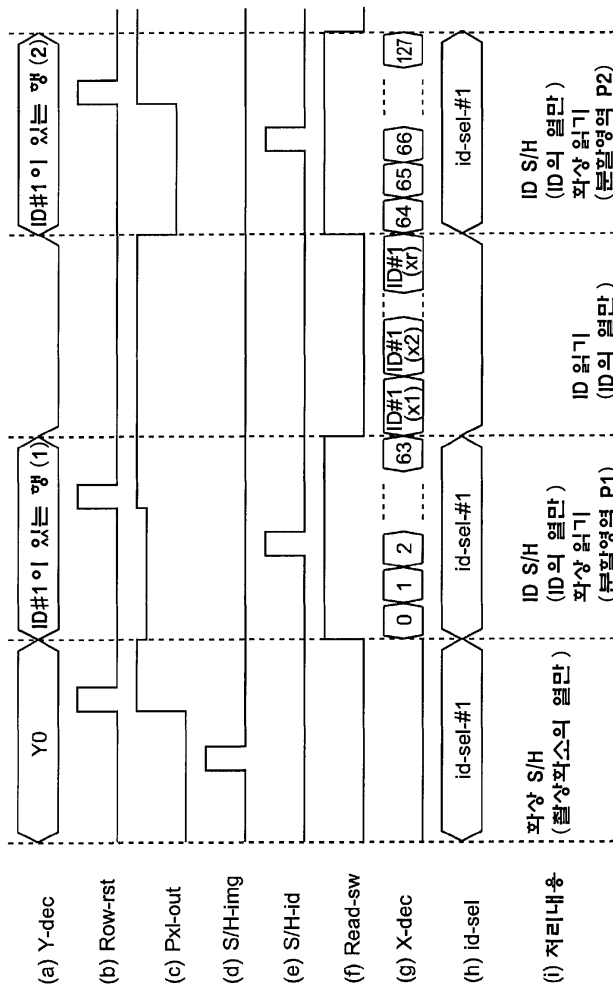 (a) Y-dec
Y0
ID#1이 있는 행 (1)
ID#1이 있는 행 (2)
(b) Row-rst
(c) Pxl-out
(d) S/H-img
(e) S/H-id
(f) Read-sw
(g) X-dec
0 1 2 63 ID#1 (x1) ID#1 (x2) ID#1 (xr) 64 65 66 127
(h) id-sel
id-sel-#1
id-sel-#1
id-sel-#1
(i) 처리내용
화상 S/H
(촬상화소의 열만)
ID S/H
(ID의 열만)
화상 읽기
(분할영역 P1)
ID 읽기
(ID의 열만)
ID S/H
(ID의 열만)
화상 읽기
(분할영역 P2)